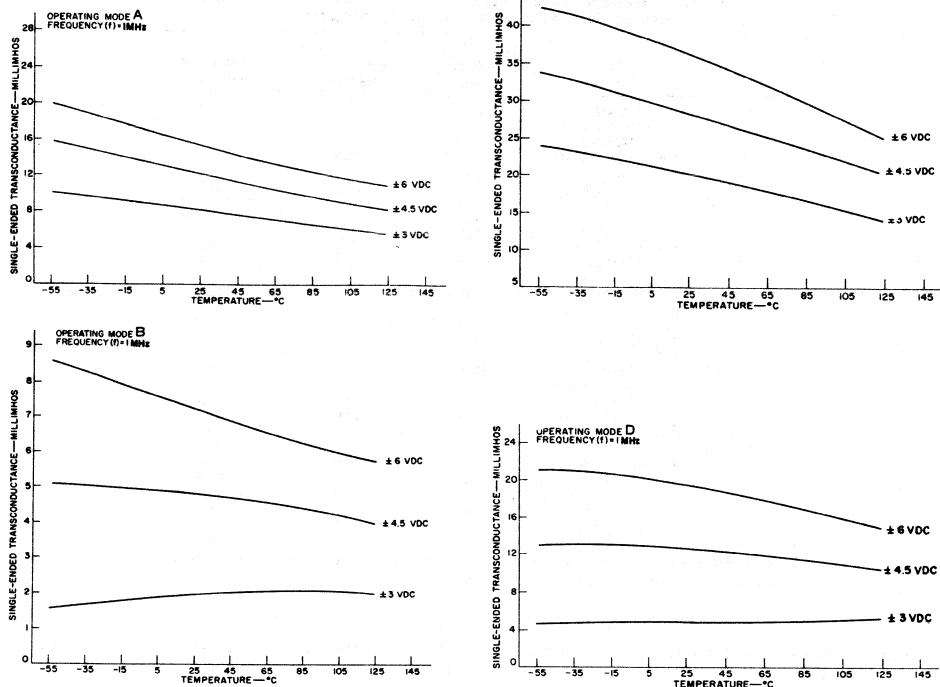 OPERATING MODE A
FREQUENCY (f) = 1MHz
SINGLE-ENDED TRANSCONDUCTANCE—MILLIMHOS
28
24
20
16
12
8
4
0
± 6 VDC
± 4.5 VDC
± 3 VDC
-55 -35 -15 5 25 45 65 85 105 125 145
TEMPERATURE—°C
SINGLE-ENDED TRANSCONDUCTANCE—MILLIMHOS
40
35
30
25
20
15
10
5
± 6 VDC
± 4.5 VDC
VDC
-55 -35 -15 5 25 45 65 85 105 125 145
TEMPERATURE—°C
OPERATING MODE B
FREQUENCY (f) = 1 MHz
SINGLE-ENDED TRANSCONDUCTANCE—MILLIMHOS
9
8
7
6
5
4
3
2
1
0
± 6 VDC
± 4.5 VDC
± 3 VDC
-55 -35 -15 5 25 45 65 85 105 125 145
TEMPERATURE—°C
OPERATING MODE D
FREQUENCY (f) = 1 MHz
SINGLE-ENDED TRANSCONDUCTANCE—MILLIMHOS
24
20
16
12
8
4
0
± 6 VDC
± 4.5 VDC
± 3 VDC
-55 -35 -15 5 25 45 65 85 105 125 145
TEMPERATURE—°C